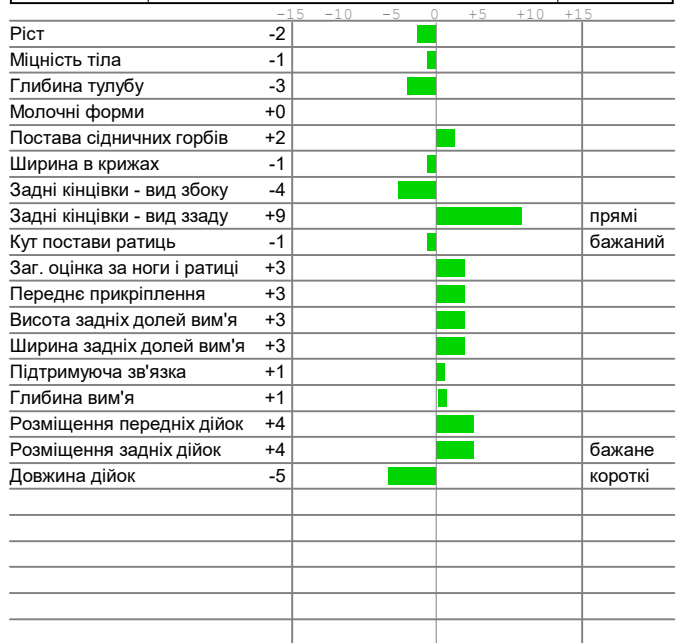 -15 -10 -5 0 +5 +10 +15
Ріст -2
Міцність тіла -1
Глибина тулубу -3
Молочні форми +0
Постава сідничних горбів +2
Ширина в крижах -1
Задні кінцівки - вид збоку -4
Задні кінцівки - вид ззаду +9 прямі
Кут постави ратиць -1 бажаний
Заг. оцінка за ноги і ратиці +3
Переднє прикріплення +3
Висота задніх долей вим'я +3
Ширина задніх долей вим'я +3
Підтримуюча зв'язка +1
Глибина вим'я +1
Розміщення передніх дійок +4
Розміщення задніх дійок +4 бажане
Довжина дійок -5 короткі